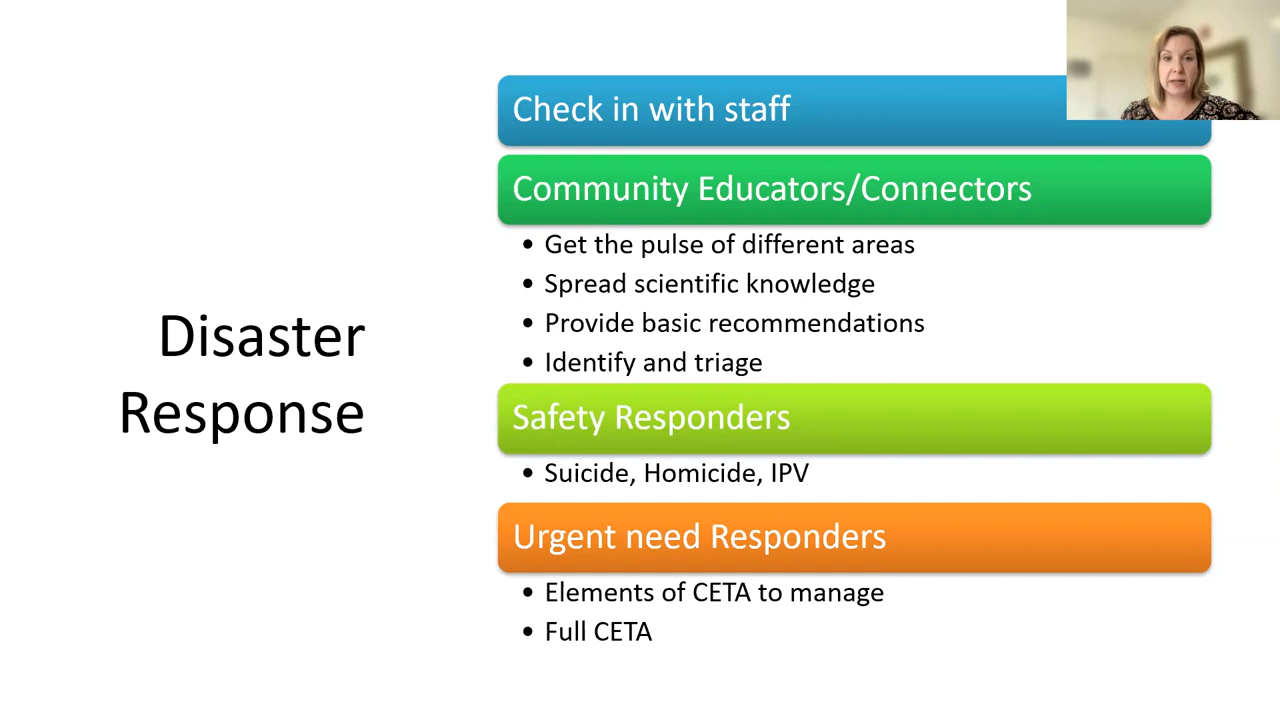 Disaster
Response
Check in with staff
Community Educators/Connectors
• Get the pulse of different areas
• Spread scientific knowledge
• Provide basic recommendations
• Identify and triage
Safety Responders
• Suicide, Homicide, IPV
Urgent need Responders
• Elements of CETA to manage
• Full CETA